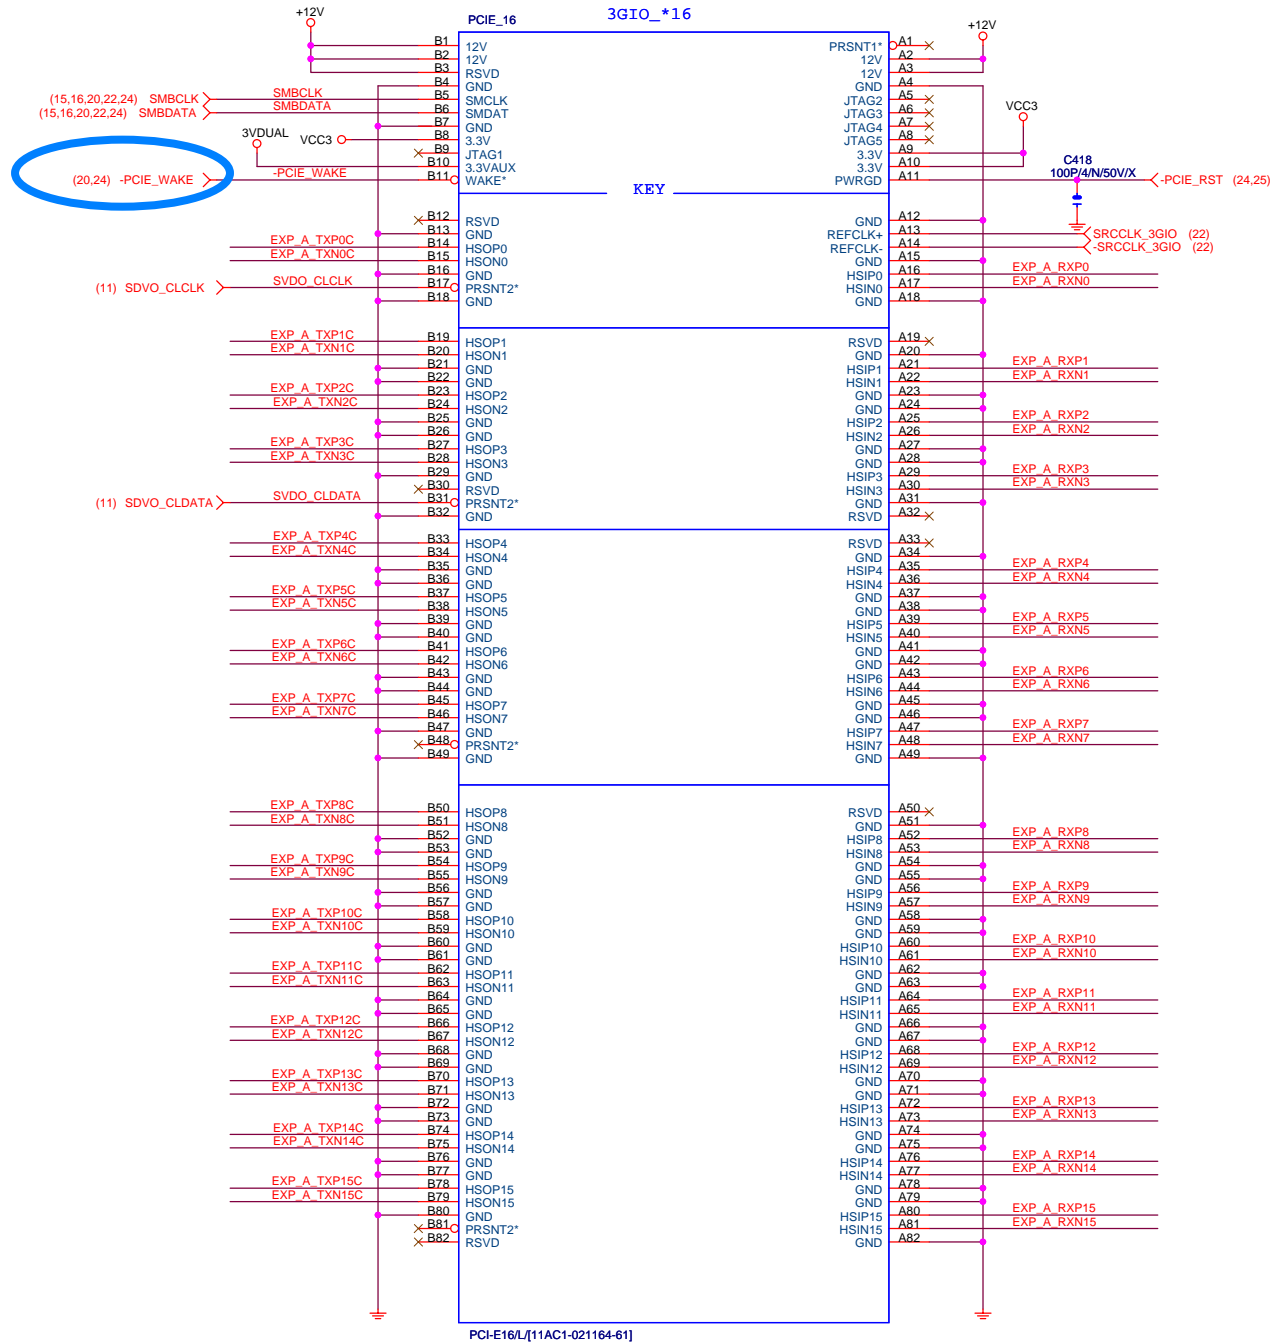 +12V
PCIE_16
3GIO_*16
+12V
B1 12V PRSNT1* A1
B2 12V 12V A2
B3 RSVD 12V A3
B4 GND GND A4
(15,16,20,22,24) SMBCLK SMBCLK B5 SMCLK JTAG2 A5
(15,16,20,22,24) SMBDATA SMBDATA B6 SMDAT JTAG3 A6
B7 GND JTAG4 A7
VCC3
3VDUAL VCC3 B8 3.3V JTAG5 A8
B9 JTAG1 3.3V A9
B10 3.3VAUX 3.3V A10
C418
100P/4/N/50V/X
(20,24) -PCIE_WAKE -PCIE_WAKE B11 WAKE* PWRGD A11 -PCIE_RST (24,25)
KEY
B12 RSVD GND A12
B13 GND REFCLK+ A13 SRCCLK_3GIO (22)
EXP_A_TXP0C B14 HSOP0 REFCLK- A14 -SRCCLK_3GIO (22)
EXP_A_TXN0C B15 HSON0 GND A15
B16 GND HSIP0 A16 EXP_A_RXP0
(11) SDVO_CLCLK SVDO_CLCLK B17 PRSNT2* HSIN0 A17 EXP_A_RXN0
B18 GND GND A18
EXP_A_TXP1C B19 HSOP1 RSVD A19
EXP_A_TXN1C B20 HSON1 GND A20
B21 GND HSIP1 A21 EXP_A_RXP1
B22 GND HSIN1 A22 EXP_A_RXN1
EXP_A_TXP2C B23 HSOP2 GND A23
EXP_A_TXN2C B24 HSON2 GND A24
B25 GND HSIP2 A25 EXP_A_RXP2
B26 GND HSIN2 A26 EXP_A_RXN2
EXP_A_TXP3C B27 HSOP3 GND A27
EXP_A_TXN3C B28 HSON3 GND A28
B29 GND HSIP3 A29 EXP_A_RXP3
B30 RSVD HSIN3 A30 EXP_A_RXN3
(11) SDVO_CLDATA SVDO_CLDATA B31 PRSNT2* GND A31
B32 GND RSVD A32
EXP_A_TXP4C B33 HSOP4 RSVD A33
EXP_A_TXN4C B34 HSON4 GND A34
B35 GND HSIP4 A35 EXP_A_RXP4
B36 GND HSIN4 A36 EXP_A_RXN4
EXP_A_TXP5C B37 HSOP5 GND A37
EXP_A_TXN5C B38 HSON5 GND A38
B39 GND HSIP5 A39 EXP_A_RXP5
B40 GND HSIN5 A40 EXP_A_RXN5
EXP_A_TXP6C B41 HSOP6 GND A41
EXP_A_TXN6C B42 HSON6 GND A42
B43 GND HSIP6 A43 EXP_A_RXP6
B44 GND HSIN6 A44 EXP_A_RXN6
EXP_A_TXP7C B45 HSOP7 GND A45
EXP_A_TXN7C B46 HSON7 GND A46
B47 GND HSIP7 A47 EXP_A_RXP7
B48 PRSNT2* HSIN7 A48 EXP_A_RXN7
B49 GND GND A49
EXP_A_TXP8C B50 HSOP8 RSVD A50
EXP_A_TXN8C B51 HSON8 GND A51
B52 GND HSIP8 A52 EXP_A_RXP8
B53 GND HSIN8 A53 EXP_A_RXN8
EXP_A_TXP9C B54 HSOP9 GND A54
EXP_A_TXN9C B55 HSON9 GND A55
B56 GND HSIP9 A56 EXP_A_RXP9
B57 GND HSIN9 A57 EXP_A_RXN9
EXP_A_TXP10C B58 HSOP10 GND A58
EXP_A_TXN10C B59 HSON10 GND A59
B60 GND HSIP10 A60 EXP_A_RXP10
B61 GND HSIN10 A61 EXP_A_RXN10
EXP_A_TXP11C B62 HSOP11 GND A62
EXP_A_TXN11C B63 HSON11 GND A63
B64 GND HSIP11 A64 EXP_A_RXP11
B65 GND HSIN11 A65 EXP_A_RXN11
EXP_A_TXP12C B66 HSOP12 GND A66
EXP_A_TXN12C B67 HSON12 GND A67
B68 GND HSIP12 A68 EXP_A_RXP12
B69 GND HSIN12 A69 EXP_A_RXN12
EXP_A_TXP13C B70 HSOP13 GND A70
EXP_A_TXN13C B71 HSON13 GND A71
B72 GND HSIP13 A72 EXP_A_RXP13
B73 GND HSIN13 A73 EXP_A_RXN13
EXP_A_TXP14C B74 HSOP14 GND A74
EXP_A_TXN14C B75 HSON14 GND A75
B76 GND HSIP14 A76 EXP_A_RXP14
B77 GND HSIN14 A77 EXP_A_RXN14
EXP_A_TXP15C B78 HSOP15 GND A78
EXP_A_TXN15C B79 HSON15 GND A79
B80 GND HSIP15 A80 EXP_A_RXP15
B81 PRSNT2* HSIN15 A81 EXP_A_RXN15
B82 RSVD GND A82
PCI-E16/L/[11AC1-021164-61]